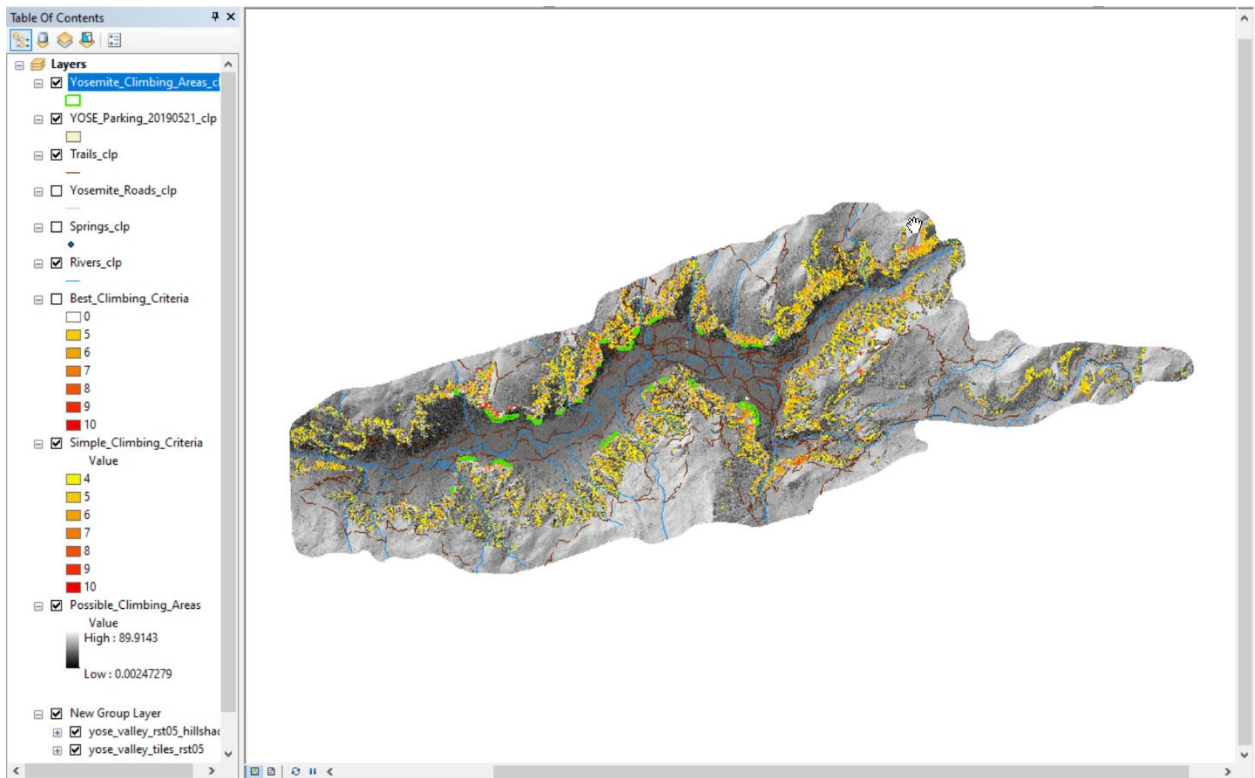 Table Of Contents
Layers
Yosemite_Climbing_Areas_cl
YOSE_Parking_20190521_clp
Trails_clp
Yosemite_Roads_clp
Springs_clp
Rivers_clp
Best_Climbing_Criteria
0
5
6
7
8
9
10
Simple_Climbing_Criteria
Value
4
5
6
7
8
9
10
Possible_Climbing_Areas
Value
High : 89.9143
Low : 0.00247279
New Group Layer
yose_valley_rst05_hillshad
yose_valley_tiles_rst05